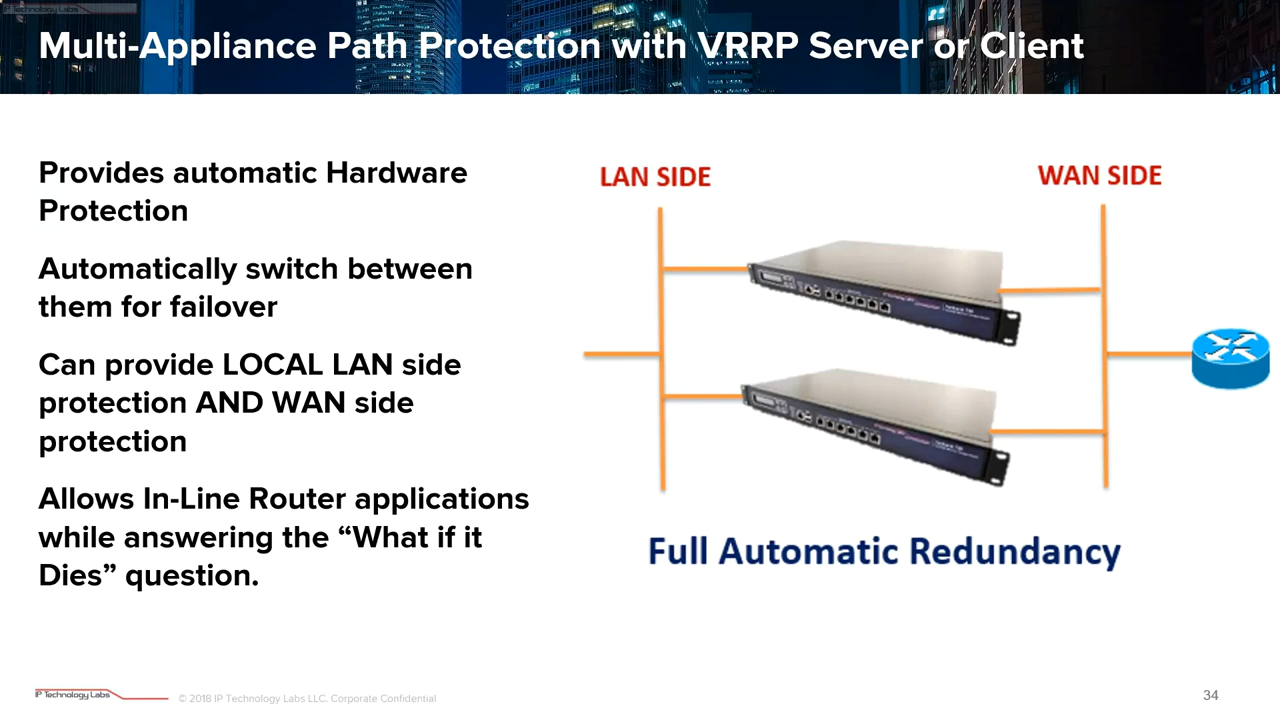 IP Technology Labs
Multi-Appliance Path Protection with VRRP Server or Client
Provides automatic Hardware
Protection
Automatically switch between
them for failover
Can provide LOCAL LAN side
protection AND WAN side
protection
Allows In-Line Router applications
while answering the “What if it
Dies” question.
LAN SIDE
WAN SIDE
Full Automatic Redundancy
IP Technology Labs
© 2018 IP Technology Labs LLC. Corporate Confidential
34